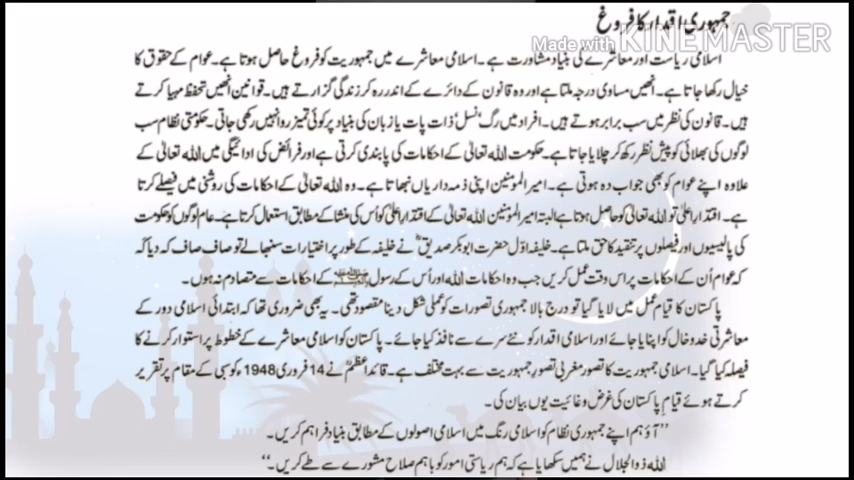 جمہوری اقدار کا فروغ
Made with KINEMASTER
اسلامی ریاست اور معاشرے کی بنیاد مشاورت ہے۔ اسلامی معاشرے میں جمہوریت کو فروغ حاصل ہوتا ہے۔ عوام کے حقوق کا
خیال رکھا جاتا ہے۔ انھیں مساوی درجہ ملتا ہے اور وہ قانون کے دائرے کے اندر رہ کر زندگی گزارتے ہیں۔ قوانین انھیں تحفظ مہیا کرتے
ہیں۔ قانون کی نظر میں سب برابر ہوتے ہیں۔ افراد میں رنگ، نسل، ذات پات یا زبان کی بنیاد پر کوئی تمیز روا نہیں رکھی جاتی۔ حکومتی نظام سب
لوگوں کی بھلائی کو پیش نظر رکھ کر چلایا جاتا ہے۔ حکومت اللہ تعالیٰ کے احکامات کی پابندی کرتی ہے اور فرائض کی ادائیگی میں اللہ تعالیٰ کے
علاوہ اپنے عوام کو بھی جواب دہ ہوتی ہے۔ امیر المومنین اپنی ذمہ داریاں نبھاتا ہے۔ وہ اللہ تعالیٰ کے احکامات کی روشنی میں فیصلے کرتا
ہے۔ اقتدارِ اعلیٰ تو اللہ تعالیٰ کو حاصل ہوتا ہے البتہ امیر المومنین اللہ تعالیٰ کے اقتدارِ اعلیٰ کو اُس کی منشا کے مطابق استعمال کرتا ہے۔ عام لوگوں کو حکومت
کی پالیسیوں اور فیصلوں پر تنقید کا حق ملتا ہے۔ خلیفہ اوّل حضرت ابوبکر صدیقؓ نے خلیفہ کے طور پر اختیارات سنبھالے تو صاف صاف کہہ دیا کہ
کہ عوام اُن کے احکامات پر اس وقت عمل کریں جب وہ احکامات اللہ اور اُس کے رسول ﷺ کے احکامات سے متصادم نہ ہوں۔
پاکستان کا قیام عمل میں لایا گیا تو درج بالا جمہوری تصورات کو عملی شکل دینا مقصود تھی۔ یہ بھی ضروری تھا کہ ابتدائی اسلامی دور کے
معاشرتی خدوخال کو اپنایا جائے اور اسلامی اقدار کو نئے سرے سے نافذ کیا جائے۔ پاکستان کو اسلامی معاشرے کے خطوط پر استوار کرنے کا
فیصلہ کیا گیا۔ اسلامی جمہوریت کا تصور مغربی تصورِ جمہوریت سے بہت مختلف ہے۔ قائداعظمؒ نے 14 فروری 1948ء کو سبی کے مقام پر تقریر
کرتے ہوئے قیامِ پاکستان کی غرض و غائیت یوں بیان کی۔
’’آؤ ہم اپنے جمہوری نظام کو اسلامی رنگ میں اسلامی اصولوں کے مطابق بنیاد فراہم کریں۔
اللہ ذوالجلال نے ہمیں سکھایا ہے کہ ہم ریاستی امور کو باہم صلاح مشورے سے طے کریں۔‘‘